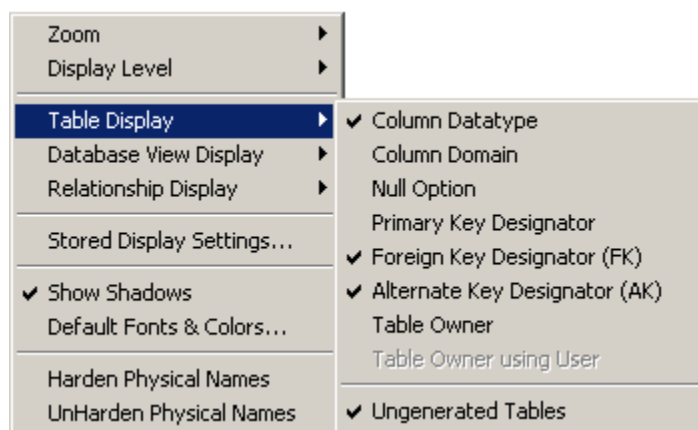 Zoom
Display Level
Table Display
Database View Display
Relationship Display
Stored Display Settings...
Show Shadows
Default Fonts & Colors...
Harden Physical Names
UnHarden Physical Names
Column Datatype
Column Domain
Null Option
Primary Key Designator
Foreign Key Designator (FK)
Alternate Key Designator (AK)
Table Owner
Table Owner using User
Ungenerated Tables